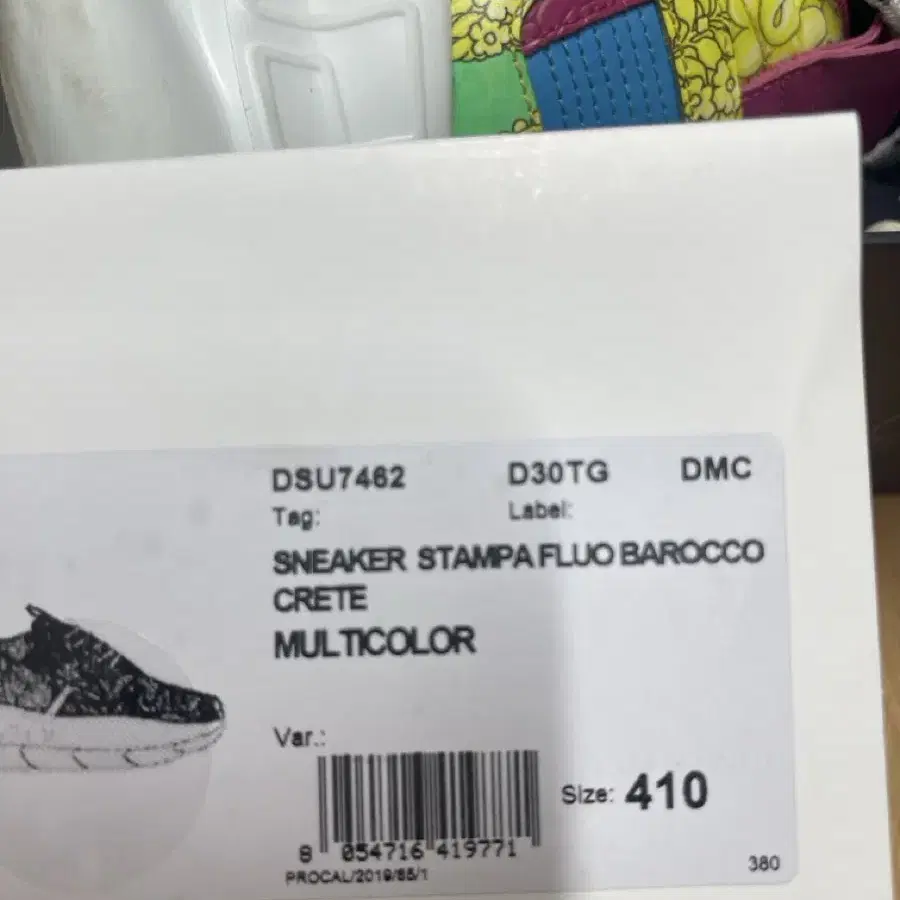 DSU7462 D30TG DMC
Tag: Label:
SNEAKER STAMPA FLUO BAROCCO
CRETE
MULTICOLOR
Var.:
Size: 410
8 054716 419771
PROCAL/2019/85/1
380